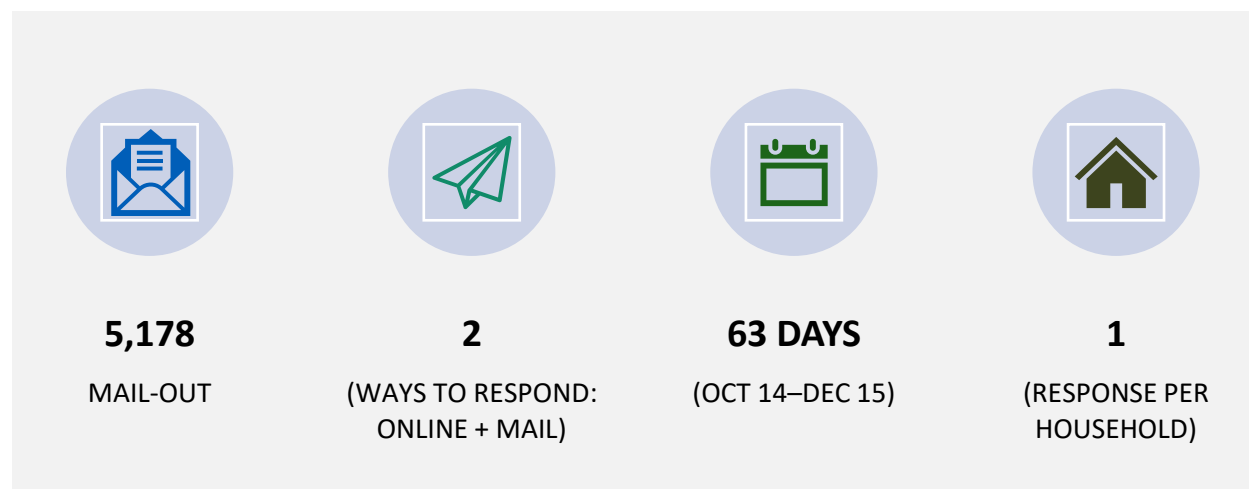 5,178
MAIL-OUT
2
(WAYS TO RESPOND:
ONLINE + MAIL)
63 DAYS
(OCT 14–DEC 15)
1
(RESPONSE PER
HOUSEHOLD)